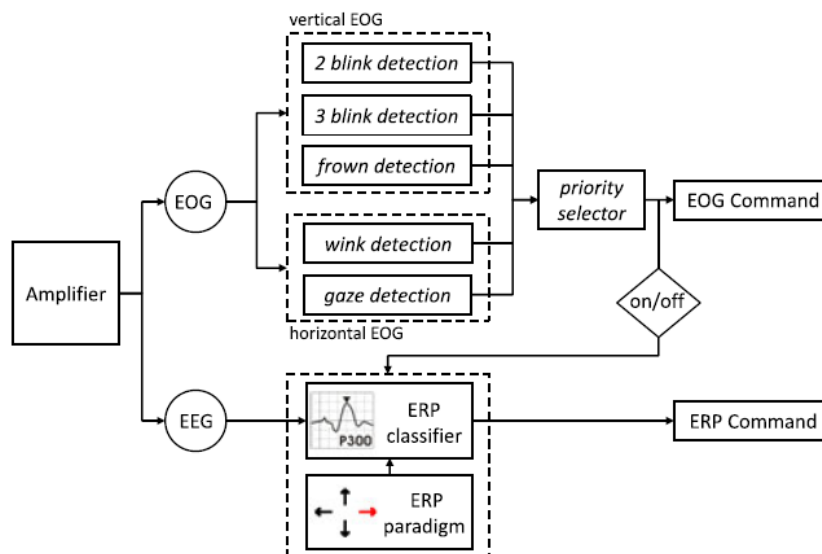 vertical EOG
2 blink detection
3 blink detection
frown detection
EOG
priority
selector
EOG Command
wink detection
gaze detection
horizontal EOG
Amplifier
on/off
EEG
P300
ERP
classifier
ERP Command
ERP
paradigm